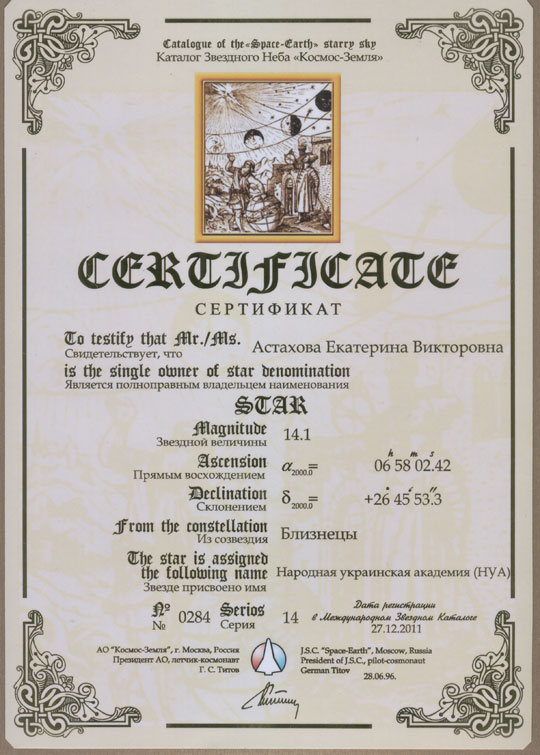 Catalogue of the «Space-Earth» starry sky
Каталог Звездного Неба «Космос-Земля»
CERTIFICATE
СЕРТИФИКАТ
To testify that Mr./Ms.
Свидетельствует, что
Астахова Екатерина Викторовна
is the single owner of star denomination
Является полноправным владельцем наименования
STAR
Magnitude
Звездной величины
14.1
Ascension
Прямым восхождением
α2000.0= 06 58 02.42
h m s
Declination
Склонением
δ2000.0= +26 45 53.3
° ′ ″
From the constellation
Из созвездия
Близнецы
The star is assigned
the following name
Звезде присвоено имя
Народная украинская академия (НУА)
№ 0284 Serios 14
№ Серия
Дата регистрации
в Международном Звездном Каталоге
27.12.2011
АО "Космос-Земля", г. Москва, Россия
Президент АО, летчик-космонавт
Г. С. Титов
J.S.C. "Space-Earth", Moscow, Russia
President of J.S.C., pilot-cosmonaut
German Titov
28.06.96.